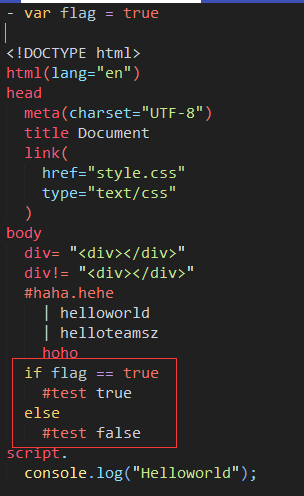 - var flag = true
<!DOCTYPE html>
html(lang="en")
head
  meta(charset="UTF-8")
  title Document
  link(
    href="style.css"
    type="text/css"
  )
body
  div= "<div></div>"
  div!= "<div></div>"
  #haha.hehe
    | helloworld
    | helloteamsz
    hoho
  if flag == true
    #test true
  else
    #test false
script.
  console.log("Helloworld");